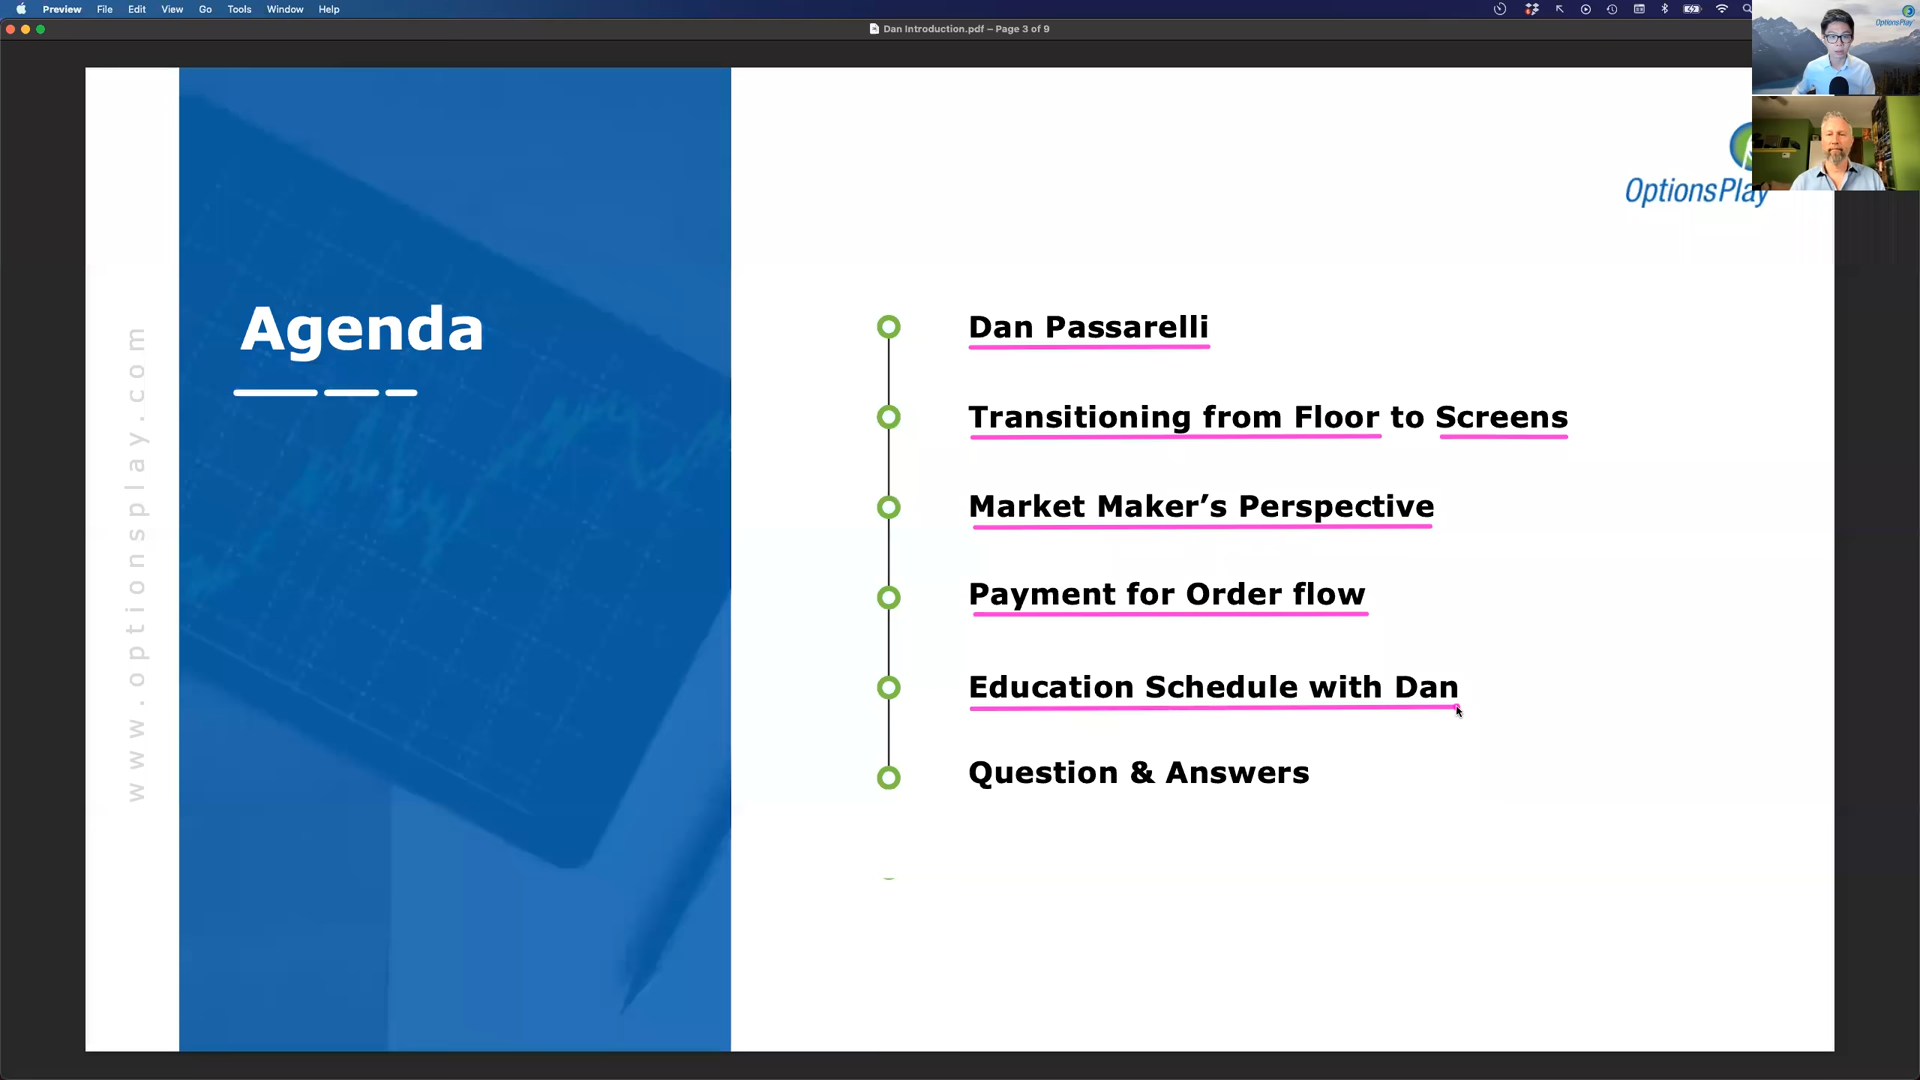 Preview File Edit View Go Tools Window Help
Dan Introduction.pdf – Page 3 of 9
OptionsPlay
OptionsPlay
www.optionsplay.com
Agenda
Dan Passarelli
Transitioning from Floor to Screens
Market Maker’s Perspective
Payment for Order flow
Education Schedule with Dan
Question & Answers